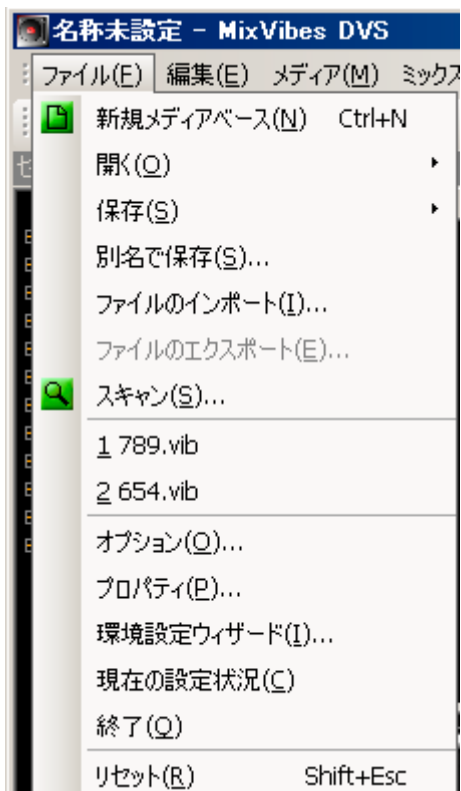 名称未設定 - MixVibes DVS
ファイル(F) 編集(E) メディア(M) ミックス
新規メディアベース(N) Ctrl+N
開く(O)
保存(S)
別名で保存(S)...
ファイルのインポート(I)...
ファイルのエクスポート(E)...
スキャン(S)...
1 789.vib
2 654.vib
オプション(O)...
プロパティ(P)...
環境設定ウィザード(I)...
現在の設定状況(C)
終了(Q)
リセット(R) Shift+Esc